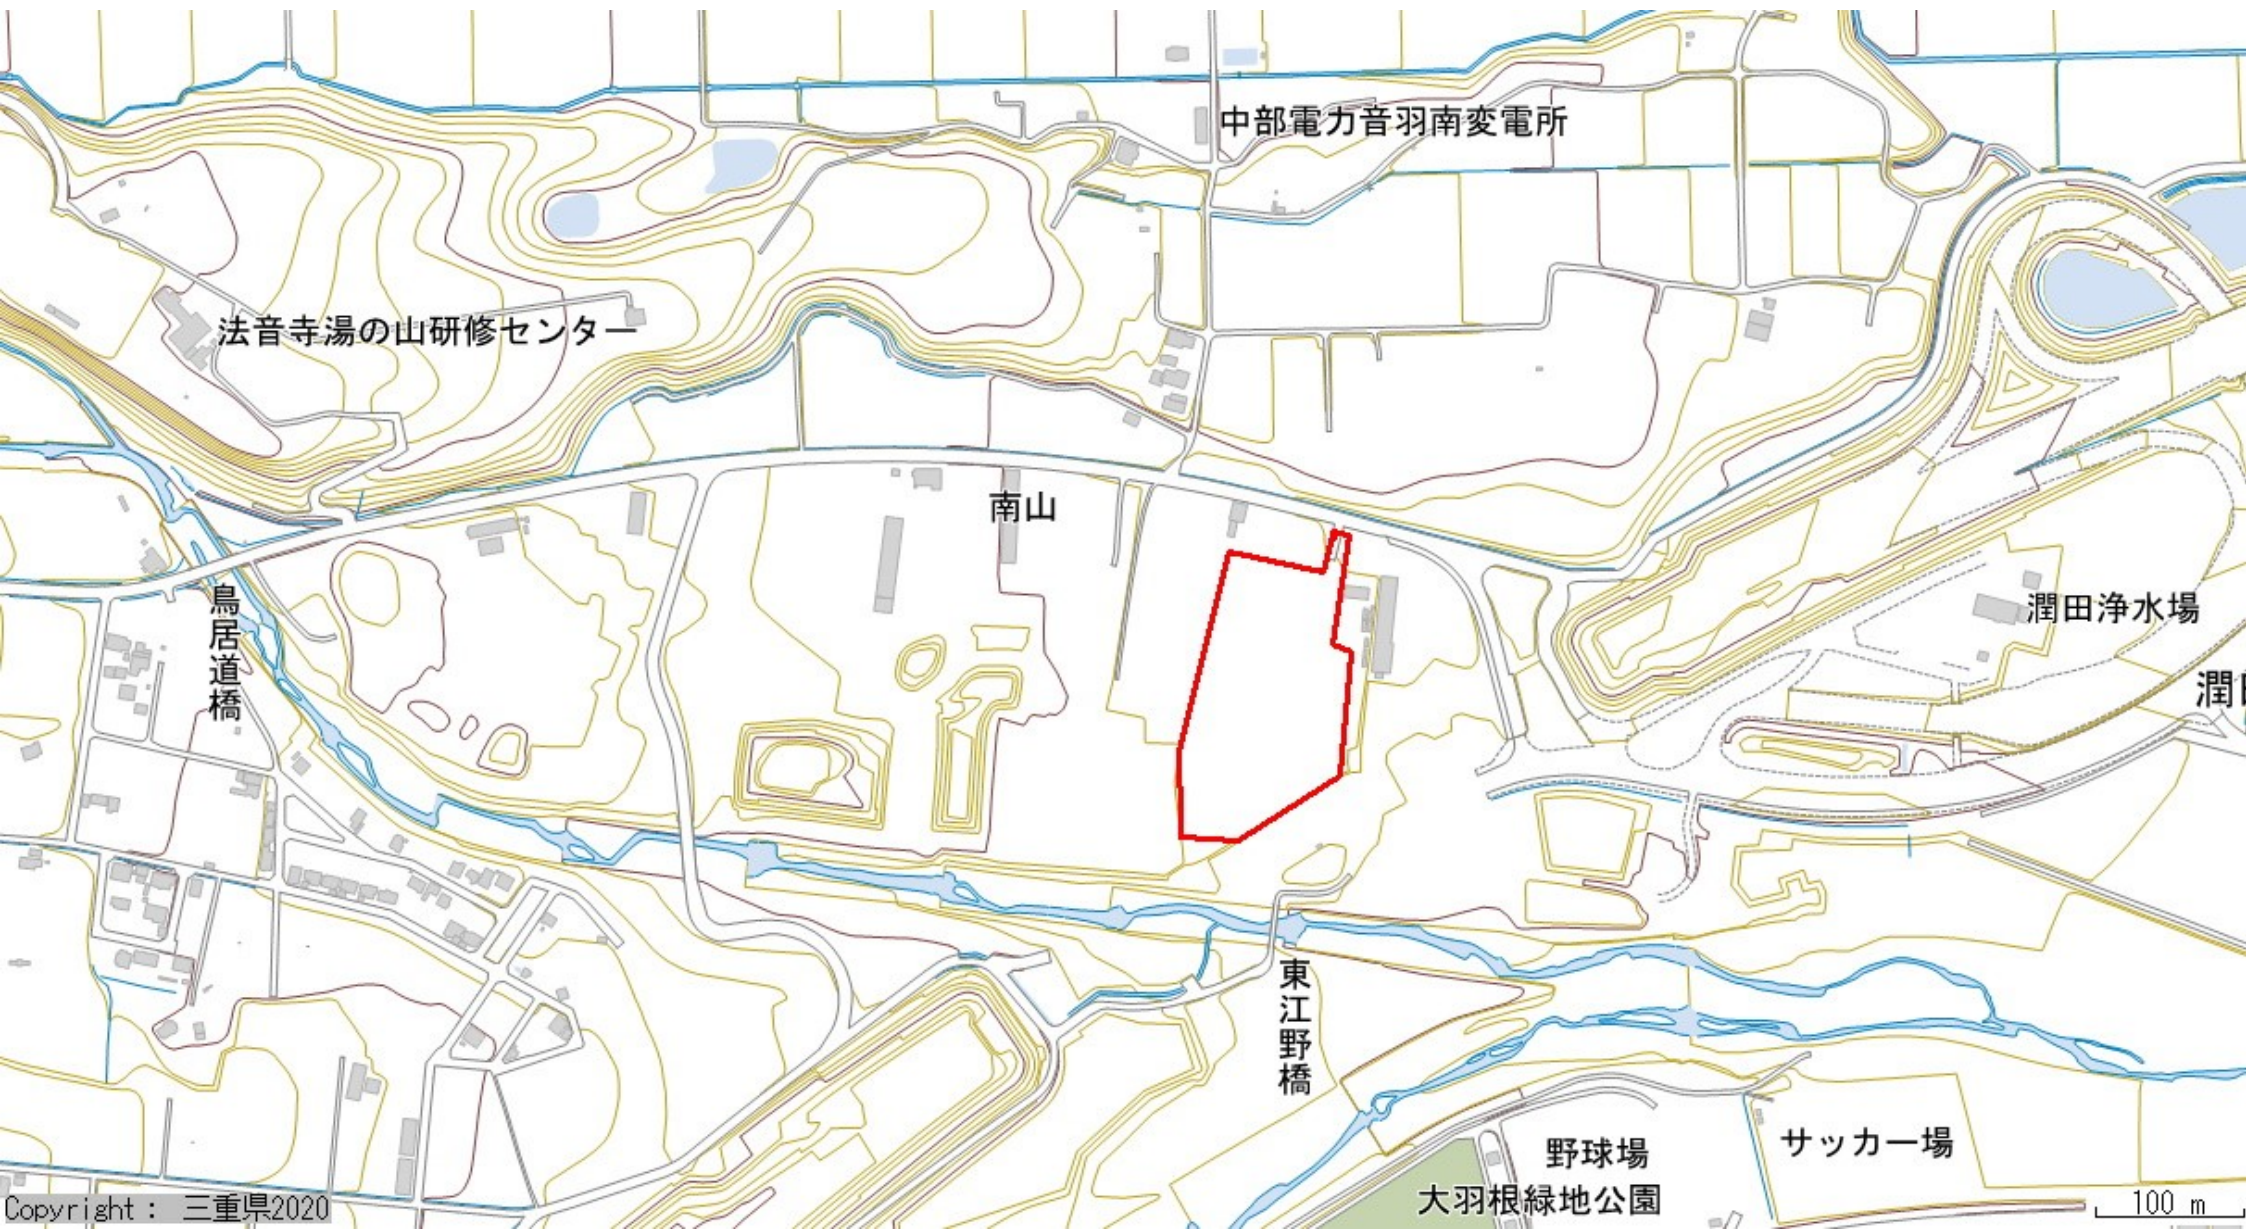 中部電力音羽南変電所
法音寺湯の山研修センター
南山
鳥居道橋
潤田浄水場
潤
東江野橋
野球場
サッカー場
大羽根緑地公園
Copyright : 三重県2020
100 m